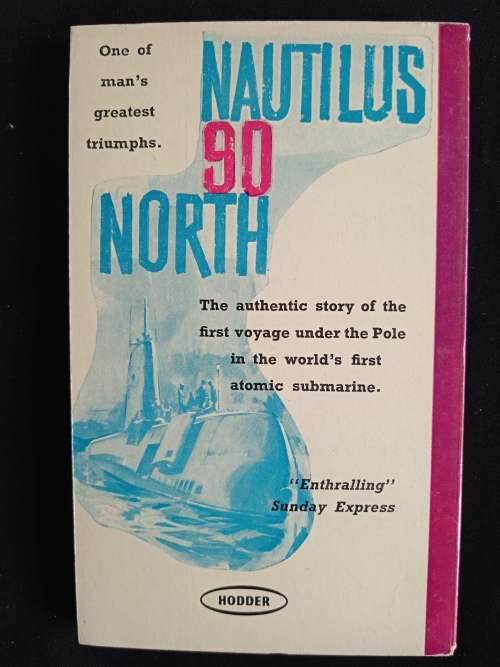 One of
man's
greatest
triumphs.
NAUTILUS
90
NORTH
The authentic story of the
first voyage under the Pole
in the world's first
atomic submarine.
"Enthralling"
Sunday Express
HODDER